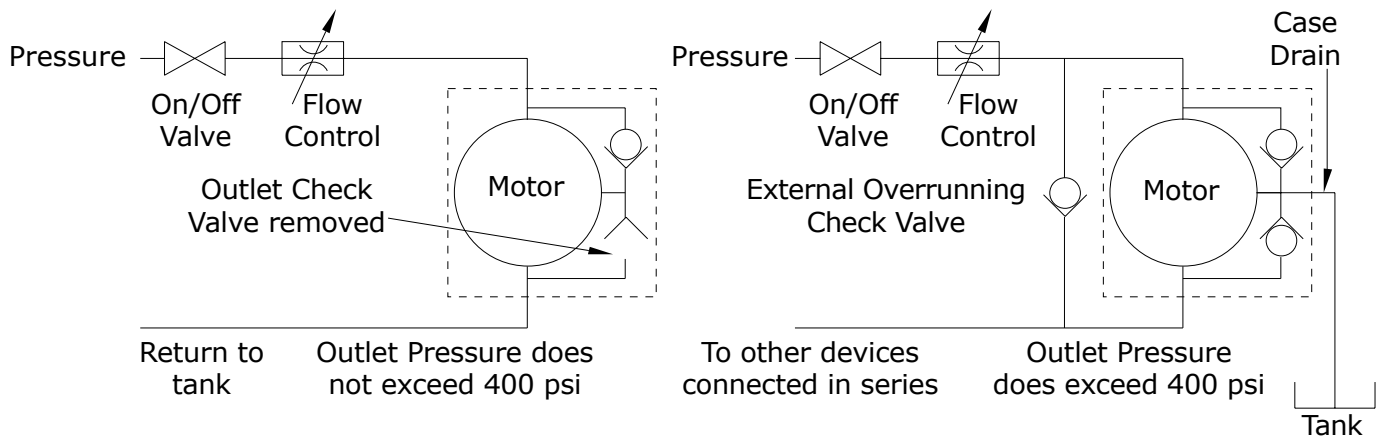 Pressure
On/Off
Valve
Flow
Control
Motor
Outlet Check
Valve removed
Return to
tank
Outlet Pressure does
not exceed 400 psi
Pressure
On/Off
Valve
Flow
Control
Case
Drain
External Overrunning
Check Valve
Motor
To other devices
connected in series
Outlet Pressure
does exceed 400 psi
Tank